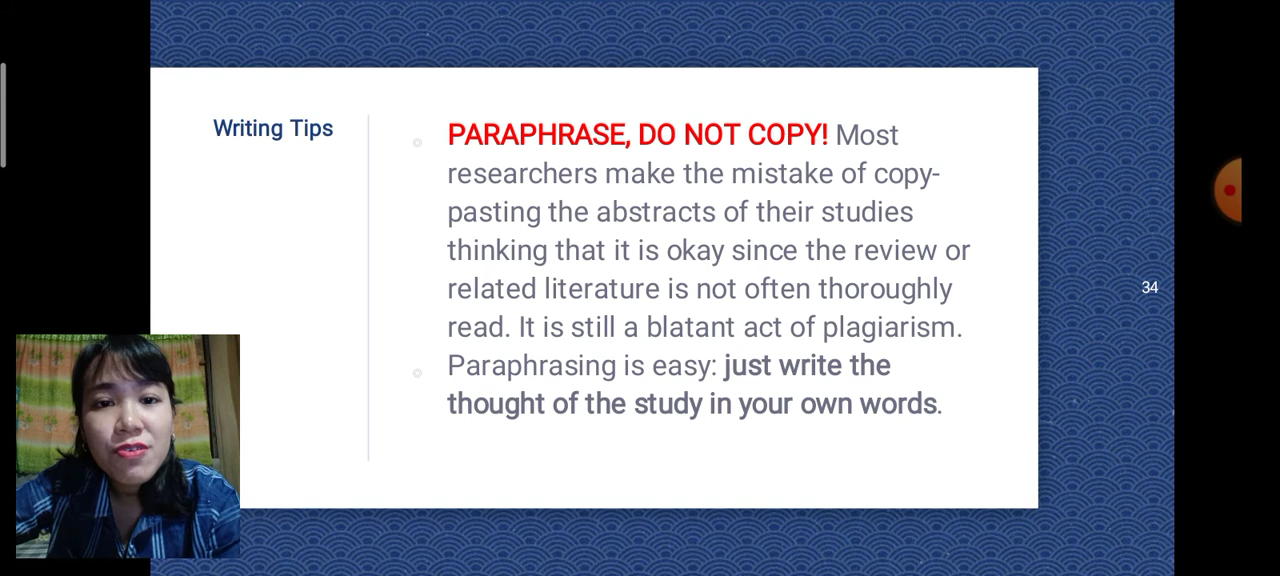 Writing Tips
PARAPHRASE, DO NOT COPY! Most
researchers make the mistake of copy-
pasting the abstracts of their studies
thinking that it is okay since the review or
related literature is not often thoroughly
read. It is still a blatant act of plagiarism.
Paraphrasing is easy: just write the
thought of the study in your own words.
34